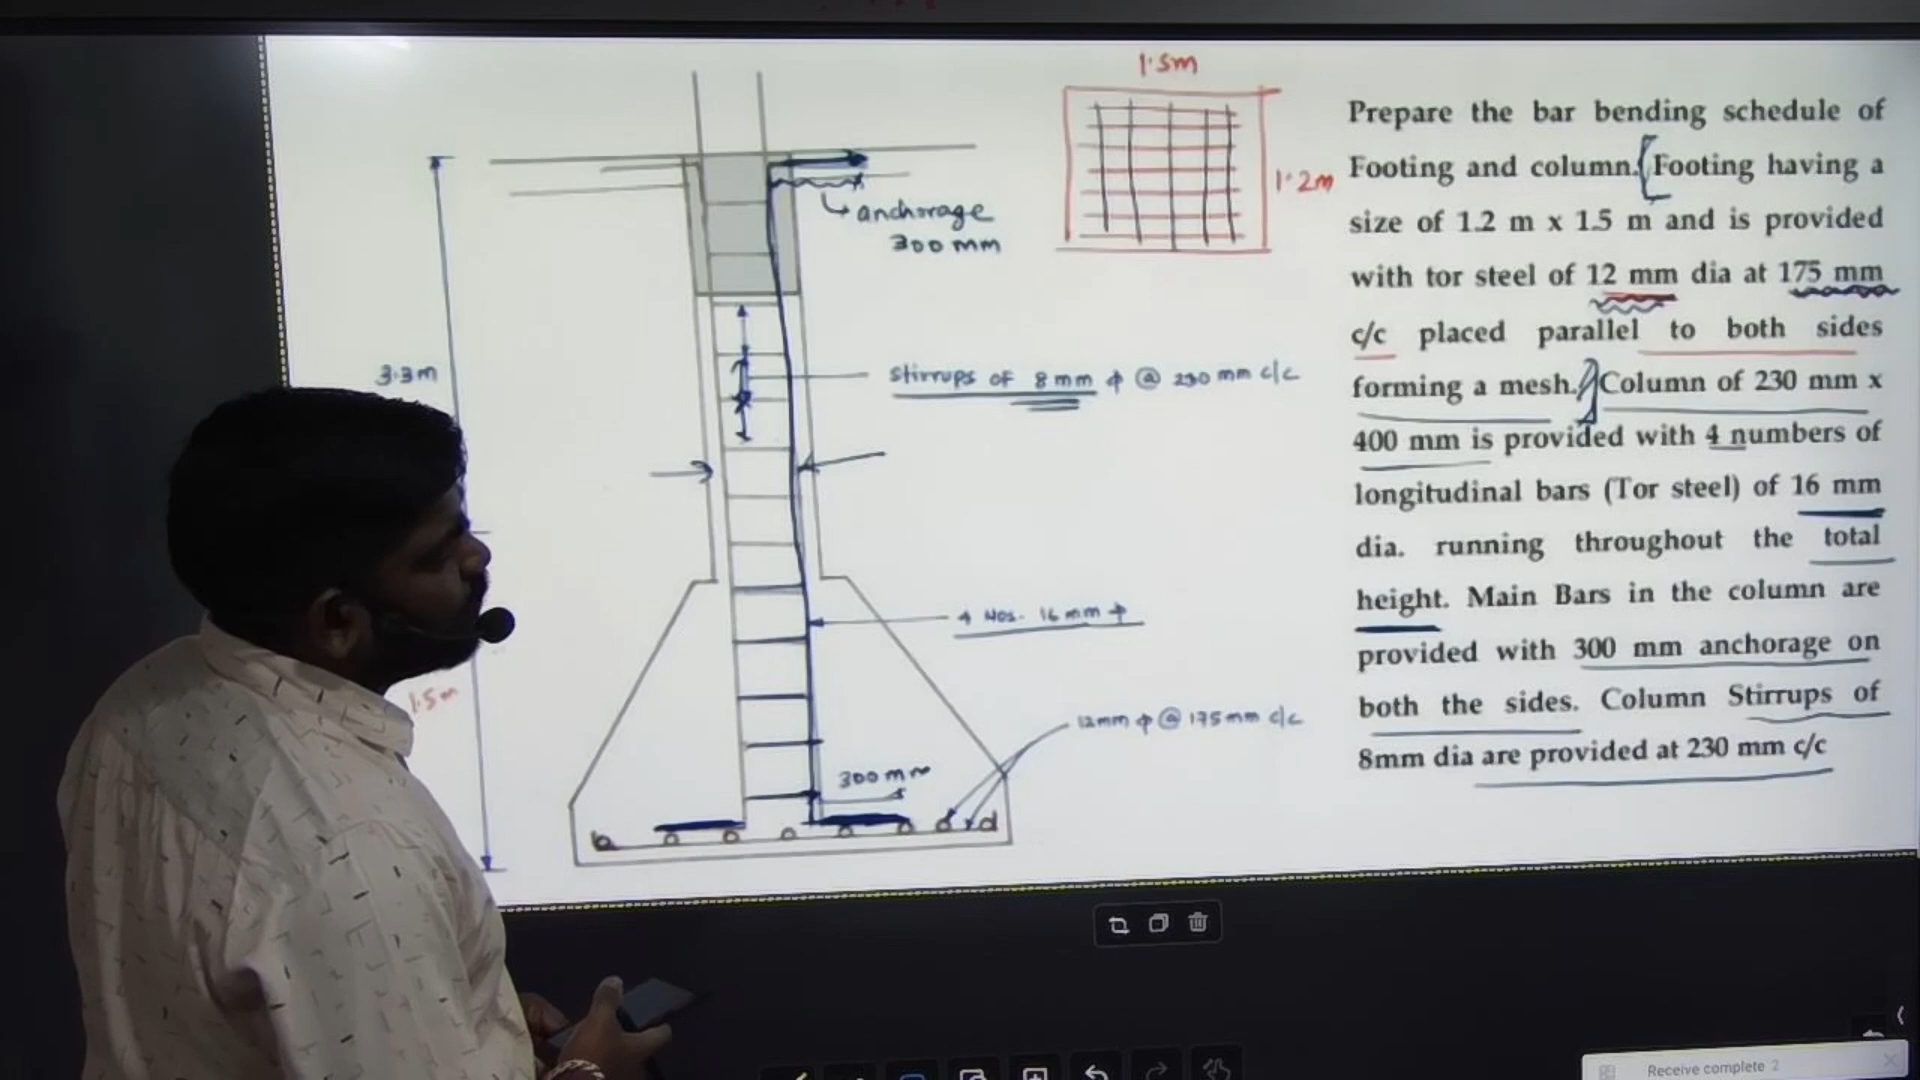 1.5m
1.2m
anchorage
300 mm
3.3m
Stirrups of 8mm ϕ @ 230 mm c/c
4 Nos. 16 mm ϕ
1.5m
12mm ϕ @ 175mm c/c
300 mm
Prepare the bar bending schedule of
Footing and column. Footing having a
size of 1.2 m x 1.5 m and is provided
with tor steel of 12 mm dia at 175 mm
c/c placed parallel to both sides
forming a mesh. Column of 230 mm x
400 mm is provided with 4 numbers of
longitudinal bars (Tor steel) of 16 mm
dia. running throughout the total
height. Main Bars in the column are
provided with 300 mm anchorage on
both the sides. Column Stirrups of
8mm dia are provided at 230 mm c/c
Receive complete 2